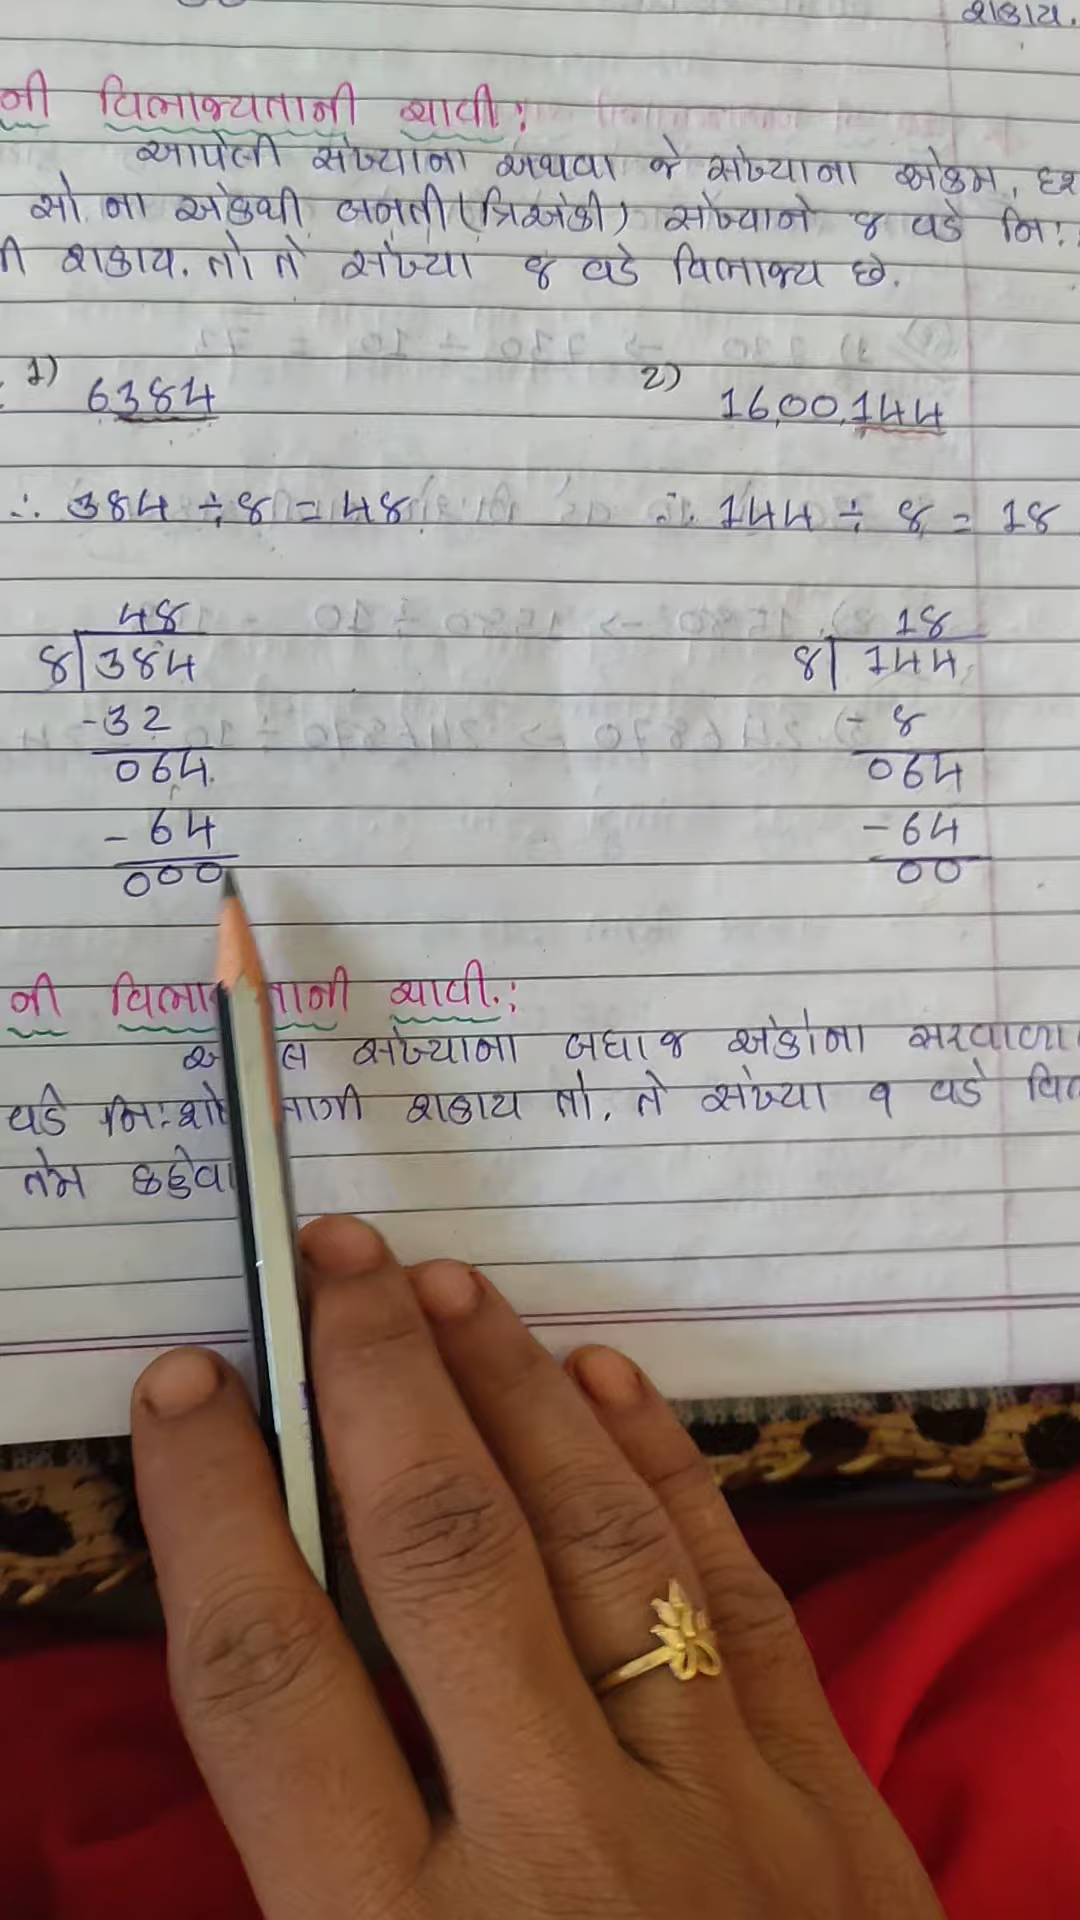 શકાય.
ની વિભાજ્યતાની ચાવી:
આપેલી સંખ્યાના અથવા જે સંખ્યાના એકમ, દશ
સો ના અંકથી બનતી (ત્રિઅંકી) સંખ્યાને 8 વડે નિ:
શકાય. તો તે સંખ્યા 8 વડે વિભાજ્ય છે.
1) 6384 2) 16,00,144
∴ 384 ÷ 8 = 48 ∴ 144 ÷ 8 = 18
48 18
8 384 8 144
-32 - 8
064 064
- 64 - 64
000 00
ની ચાવી.:
સંખ્યાના બધા જ અંકોના સરવાળા
વડે ભાગી શકાય તો, તે સંખ્યા ૧ વડે
તેમ